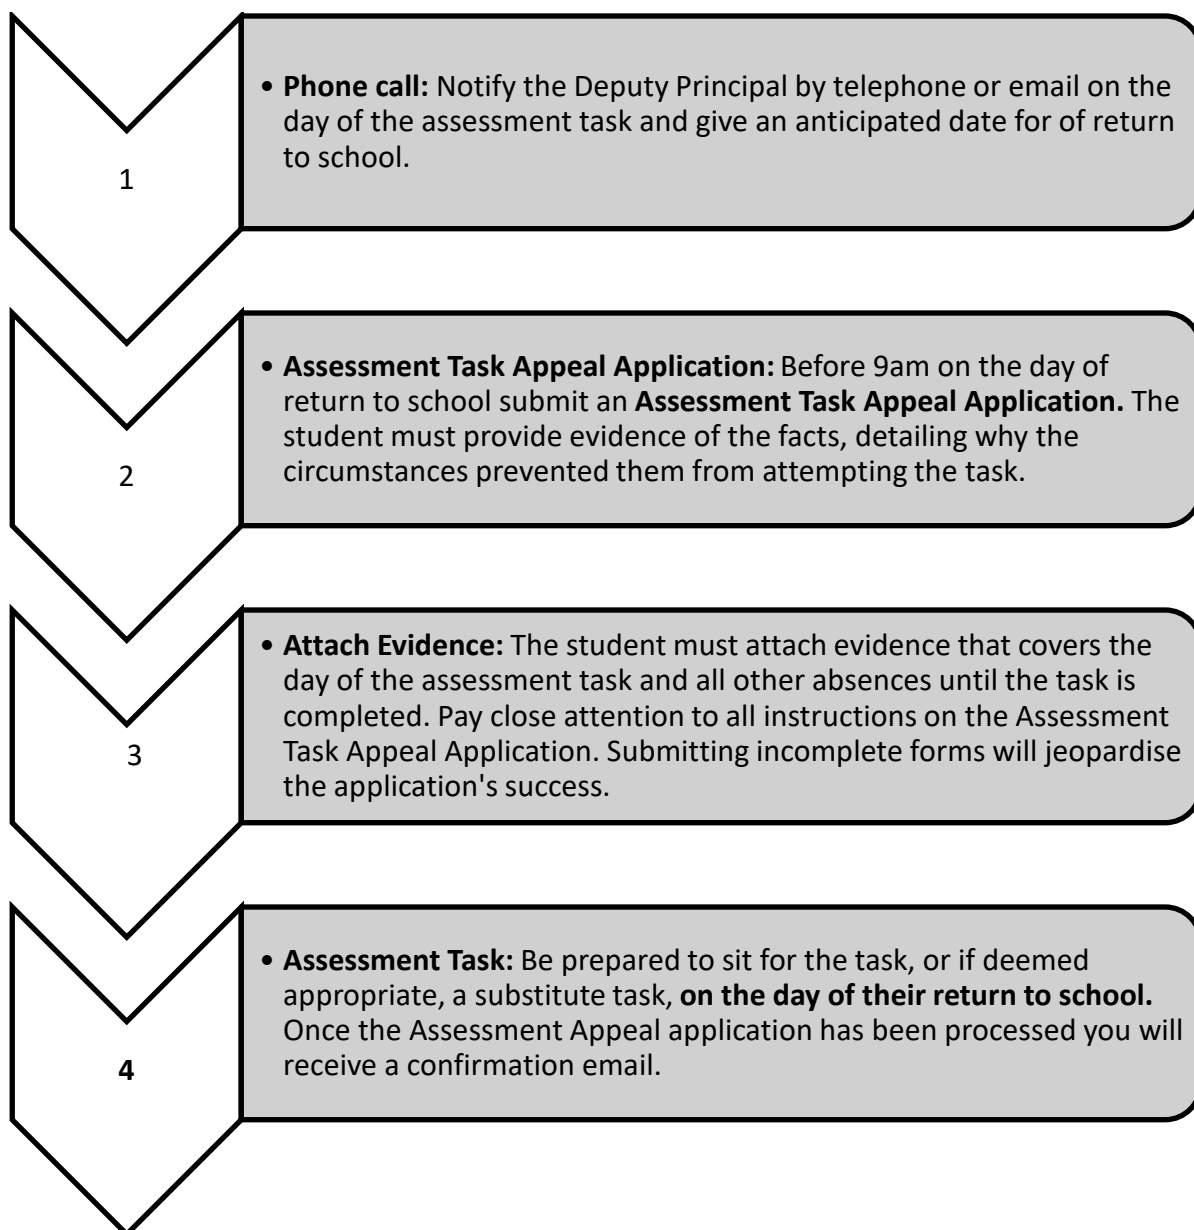 1
• Phone call: Notify the Deputy Principal by telephone or email on the
day of the assessment task and give an anticipated date for of return
to school.
2
• Assessment Task Appeal Application: Before 9am on the day of
return to school submit an Assessment Task Appeal Application. The
student must provide evidence of the facts, detailing why the
circumstances prevented them from attempting the task.
3
• Attach Evidence: The student must attach evidence that covers the
day of the assessment task and all other absences until the task is
completed. Pay close attention to all instructions on the Assessment
Task Appeal Application. Submitting incomplete forms will jeopardise
the application's success.
4
• Assessment Task: Be prepared to sit for the task, or if deemed
appropriate, a substitute task, on the day of their return to school.
Once the Assessment Appeal application has been processed you will
receive a confirmation email.